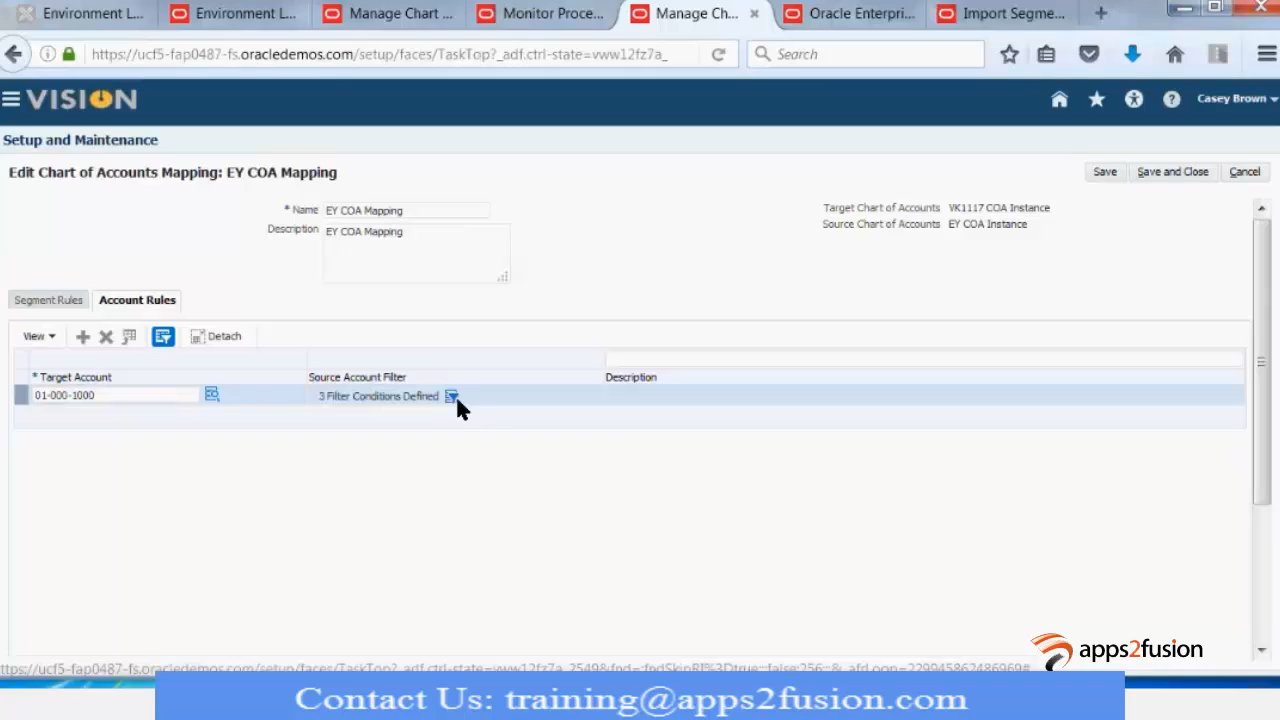 Environment L...
Environment L...
Manage Chart ...
Monitor Proce...
Manage Ch...
Oracle Enterpri...
Import Segme...
https://ucf5-fap0487-fs.oracledemos.com/setup/faces/TaskTop?_adf.ctrl-state=vww12fz7a_
Search
VISION
Casey Brown
Setup and Maintenance
Edit Chart of Accounts Mapping: EY COA Mapping
Save
Save and Close
Cancel
* Name EY COA Mapping
Target Chart of Accounts VK1117 COA Instance
Description EY COA Mapping
Source Chart of Accounts EY COA Instance
Segment Rules
Account Rules
View
Detach
* Target Account
Source Account Filter
Description
01-000-1000
3 Filter Conditions Defined
apps2fusion
Contact Us: training@apps2fusion.com